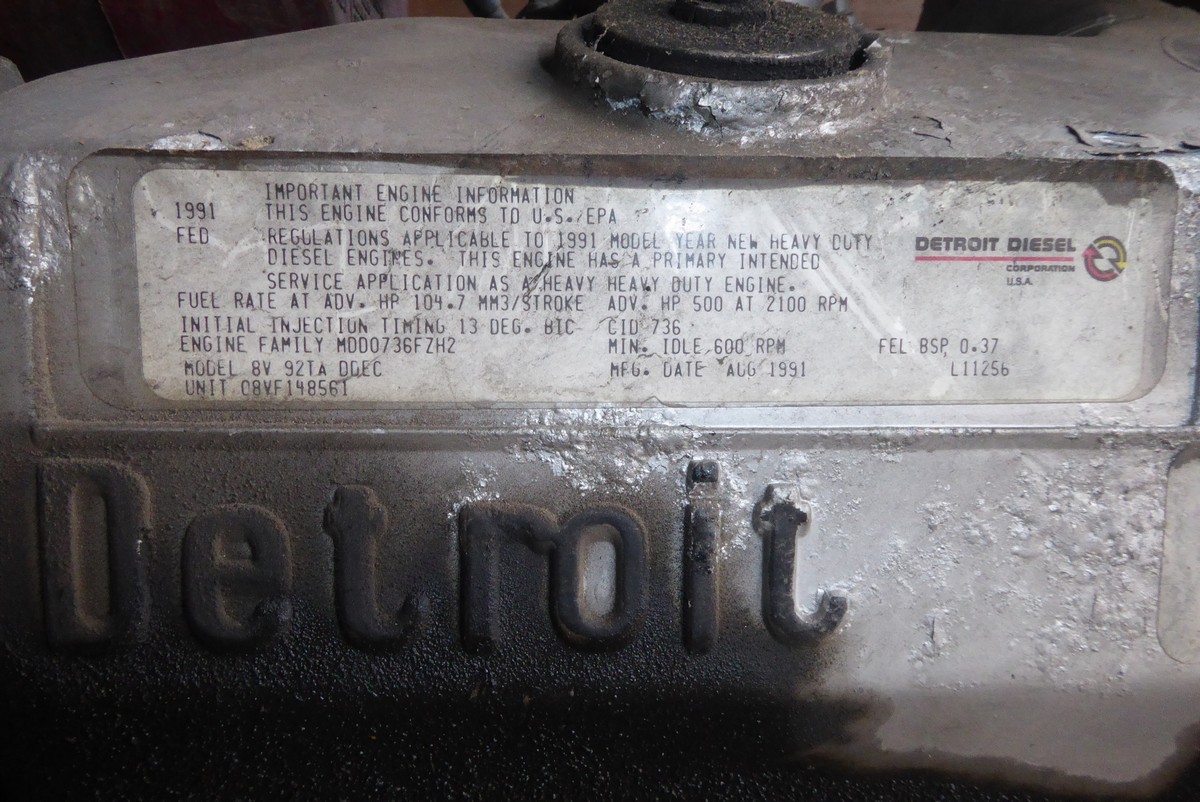 IMPORTANT ENGINE INFORMATION
1991 THIS ENGINE CONFORMS TO U.S. EPA
FED REGULATIONS APPLICABLE TO 1991 MODEL YEAR NEW HEAVY DUTY
DIESEL ENGINES. THIS ENGINE HAS A PRIMARY INTENDED
SERVICE APPLICATION AS A HEAVY HEAVY DUTY ENGINE.
FUEL RATE AT ADV. HP 104.7 MM3/STROKE ADV. HP 500 AT 2100 RPM
INITIAL INJECTION TIMING 13 DEG. BTC CID 736
ENGINE FAMILY MDD0736FZH2 MIN. IDLE 600 RPM FEL BSP 0.37
MODEL 8V 92TA DDEC MFG. DATE AUG 1991 L11256
UNIT 08VF148561
DETROIT DIESEL
CORPORATION
U.S.A.
Detroit